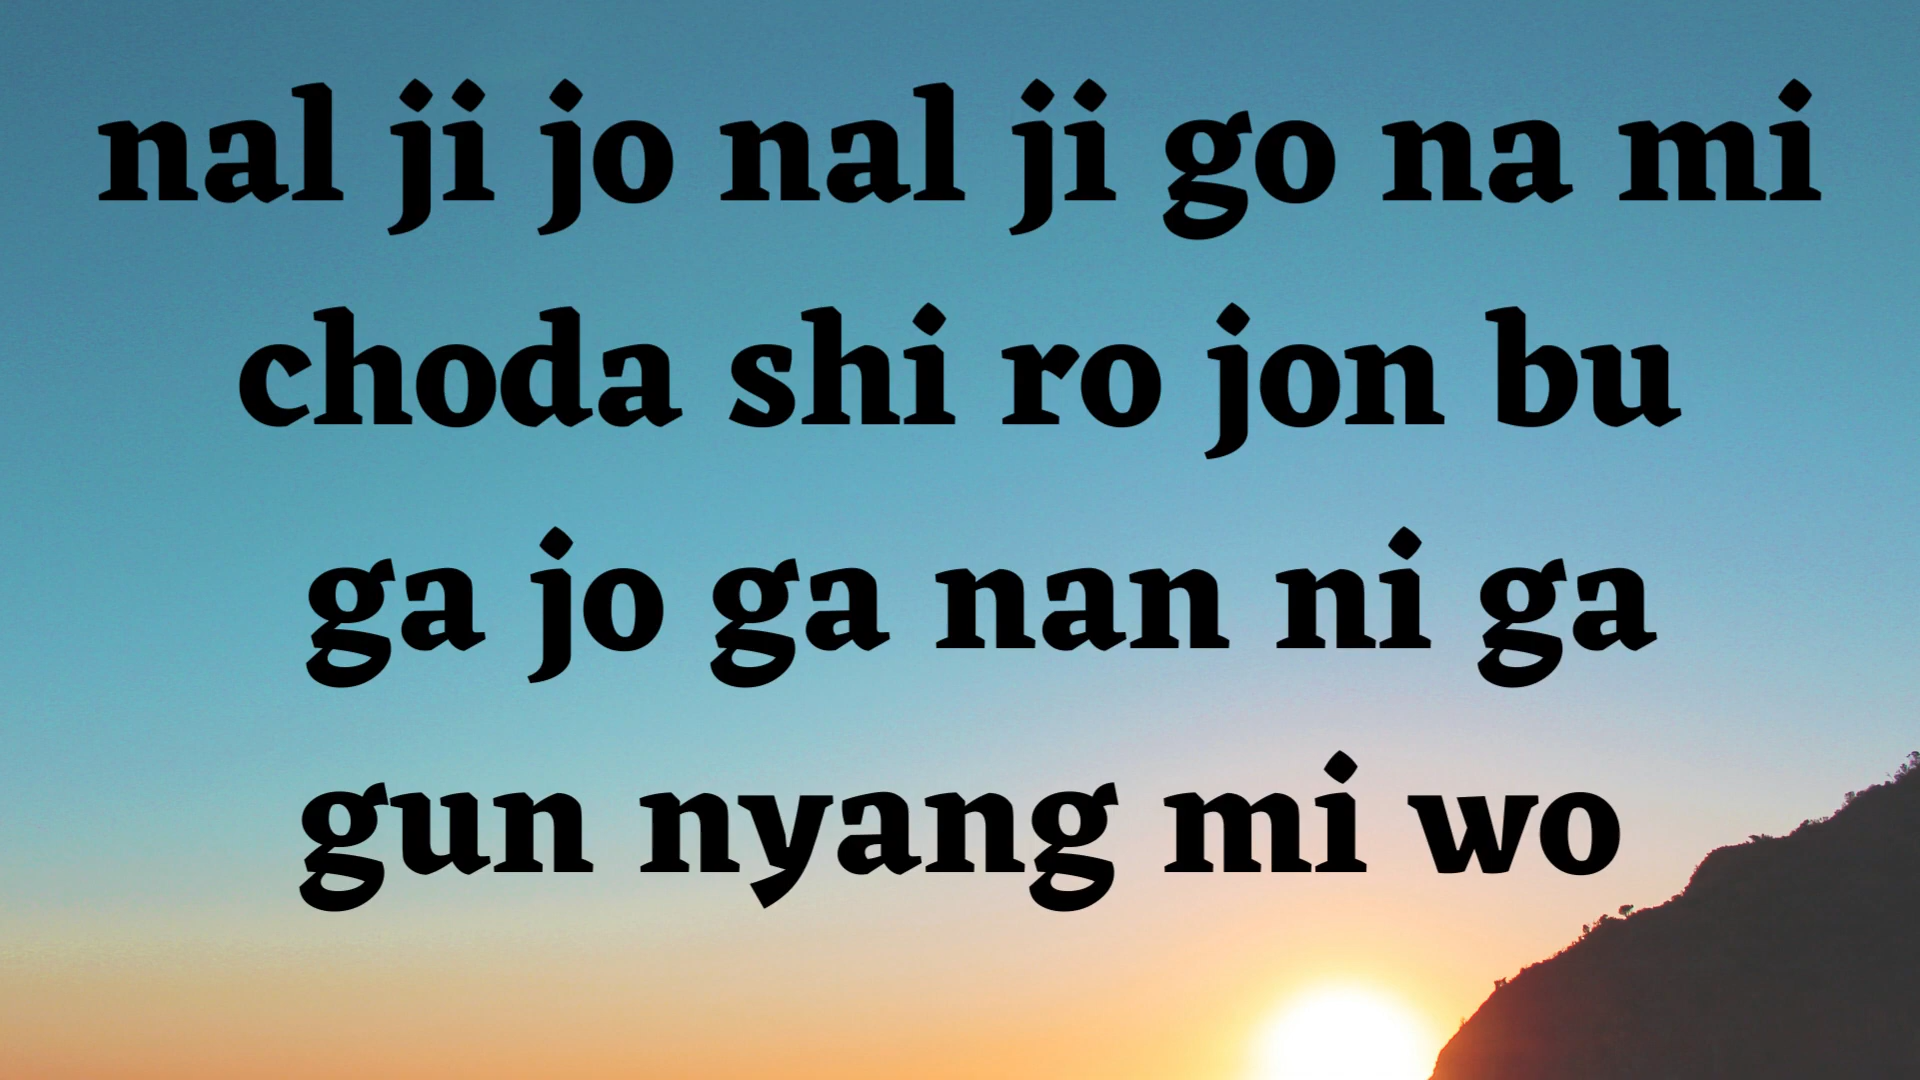 nal ji jo nal ji go na mi
choda shi ro jon bu
ga jo ga nan ni ga
gun nyang mi wo